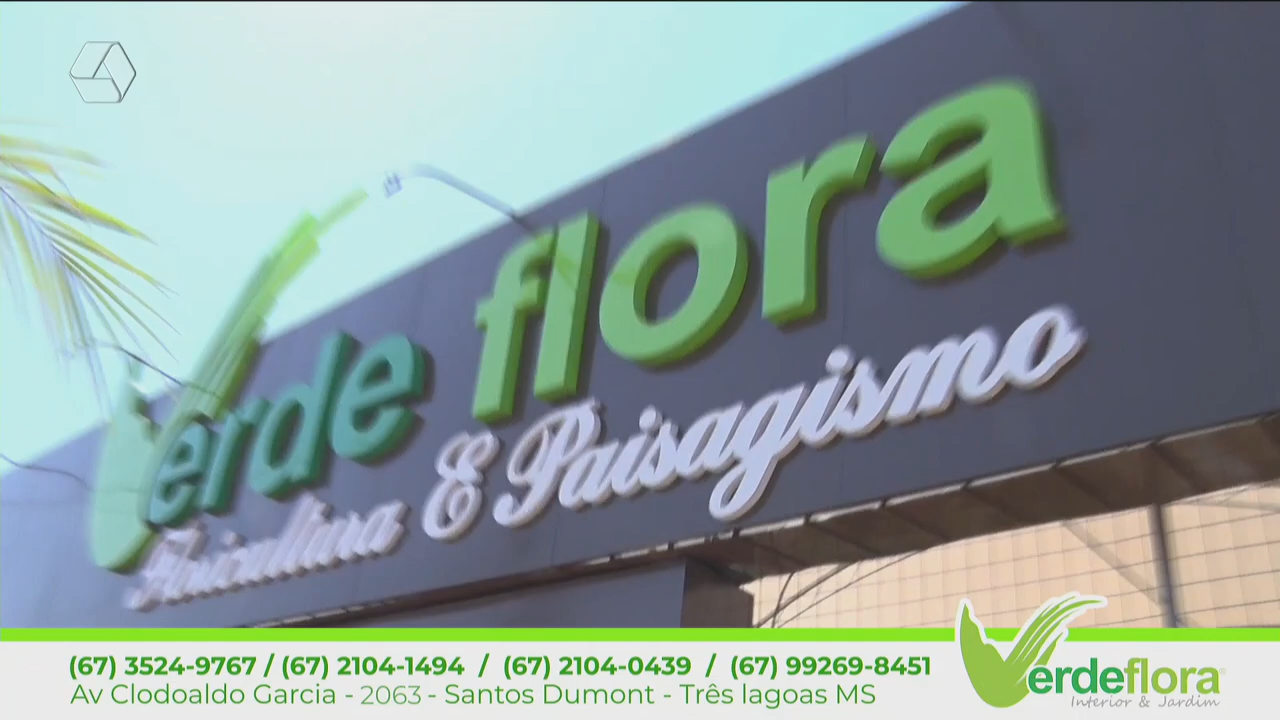 Verde flora
Floricultura E Paisagismo
(67) 3524-9767 / (67) 2104-1494 / (67) 2104-0439 / (67) 99269-8451
Av Clodoaldo Garcia - 2063 - Santos Dumont - Três lagoas MS
Verdeflora
Interior & Jardim